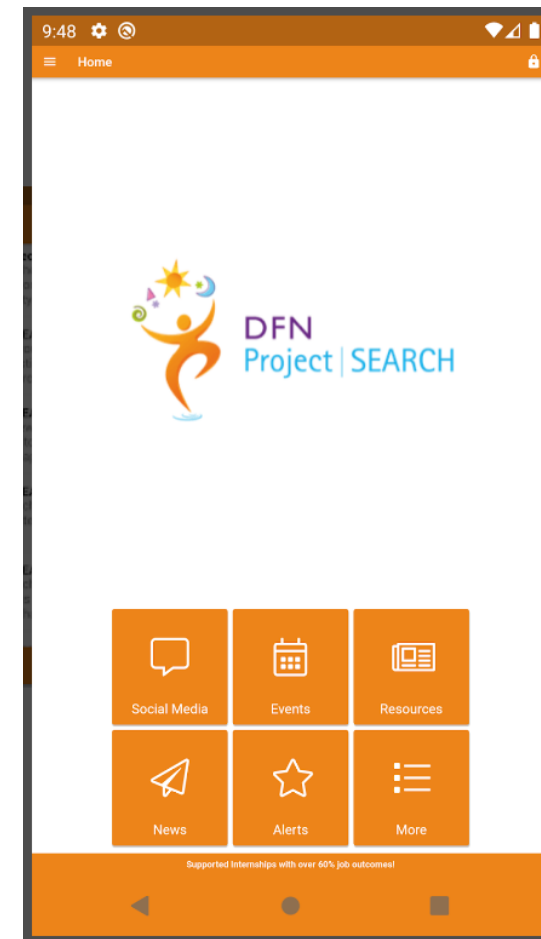 9:48
Home
DFN
Project | SEARCH
Social Media
Events
Resources
News
Alerts
More
Supported Internships with over 60% job outcomes!